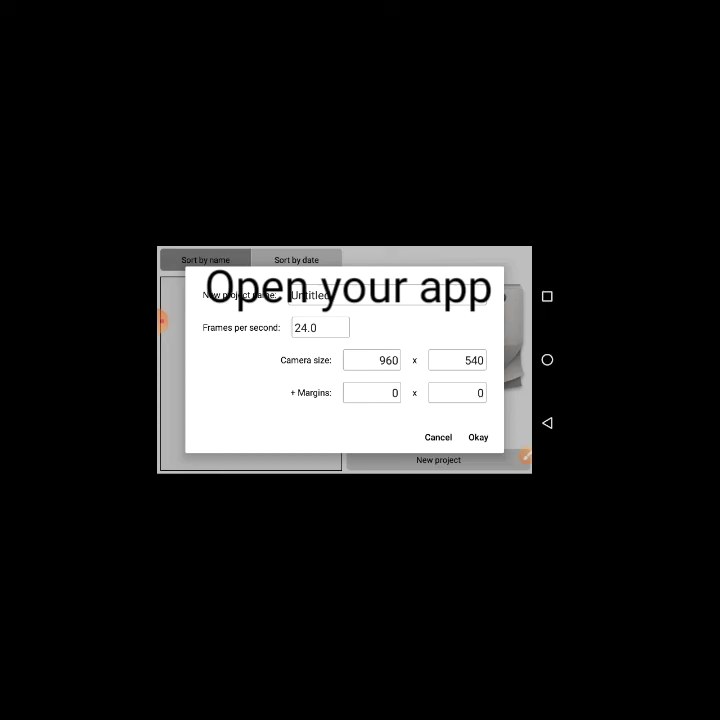 Sort by name Sort by date
Open your app
New project name: Untitled
Frames per second: 24.0
Camera size: 960 x 540
+ Margins: 0 x 0
Cancel Okay
New project